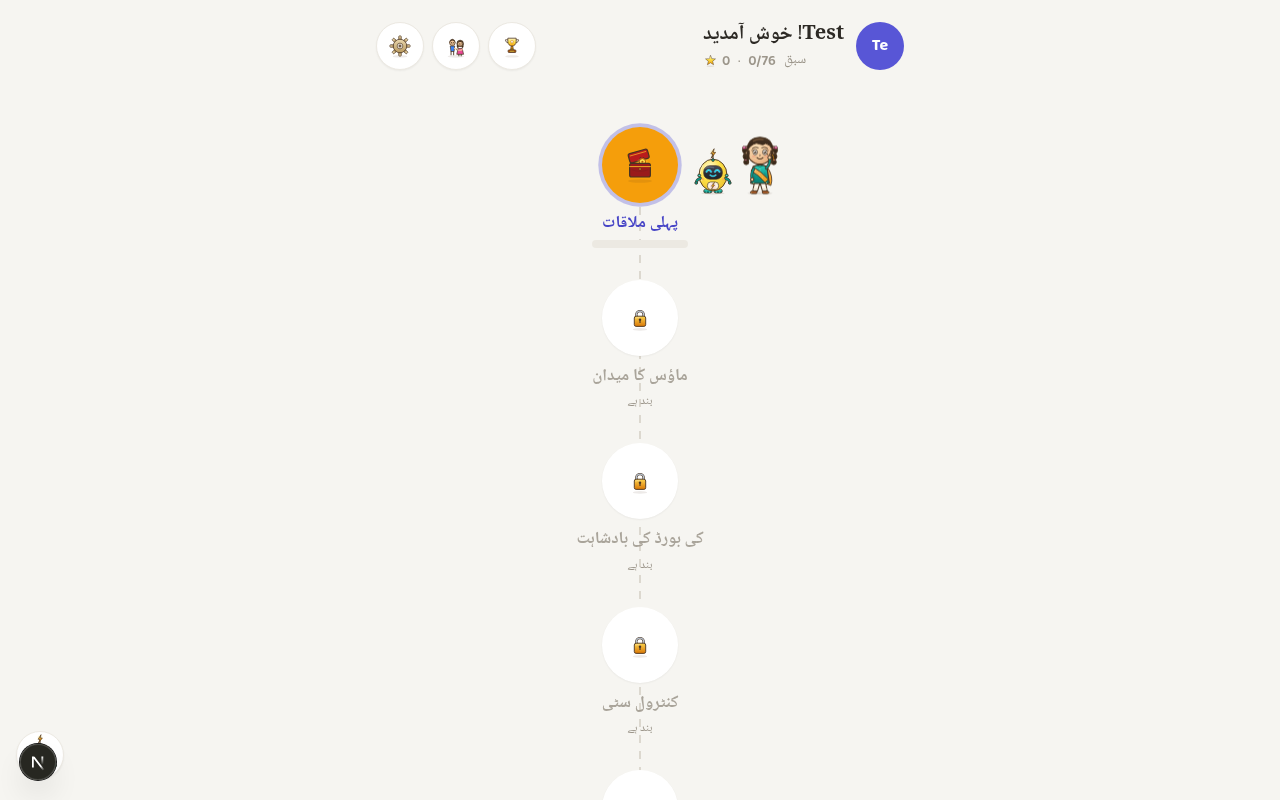 Te
Test! خوش آمدید
سبق 0/76 · 0
پہلی ملاقات
ماؤس کا میدان
بند ہے
کی بورڈ کی بادشاہت
بند ہے
کنٹرول سٹی
بند ہے
N